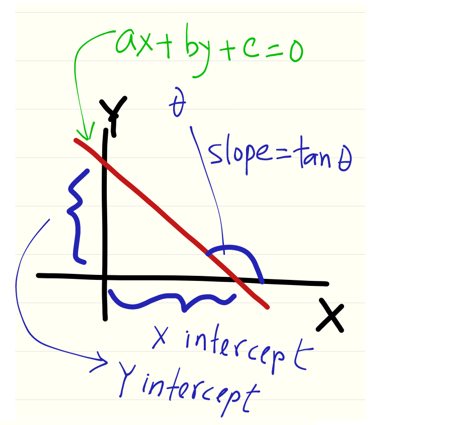 ax+by+c=0
Y
θ
slope=tanθ
X
X intercept
Y intercept